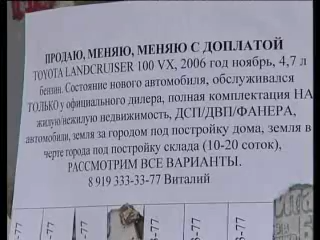 ПРОДАЮ, МЕНЯЮ, МЕНЯЮ С ДОПЛАТОЙ
TOYOTA LANDCRUISER 100 VX, 2006 год ноябрь, 4,7 л
бензин. Состояние нового автомобиля, обслуживался
ТОЛЬКО у официального дилера, полная комплектация НА
жилую/нежилую недвижимость, ДСП/ДВП/ФАНЕРА,
автомобили, земля за городом под постройку дома, земля в
черте города под постройку склада (10-20 соток),
РАССМОТРИМ ВСЕ ВАРИАНТЫ.
8 919 333-33-77 Виталий